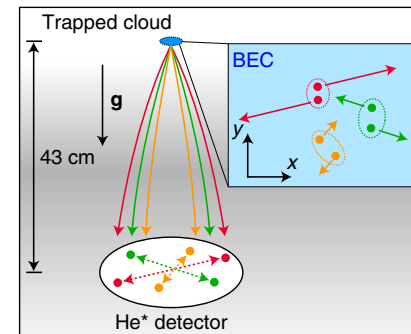 Trapped cloud
BEC
g
43 cm
y
x
He* detector